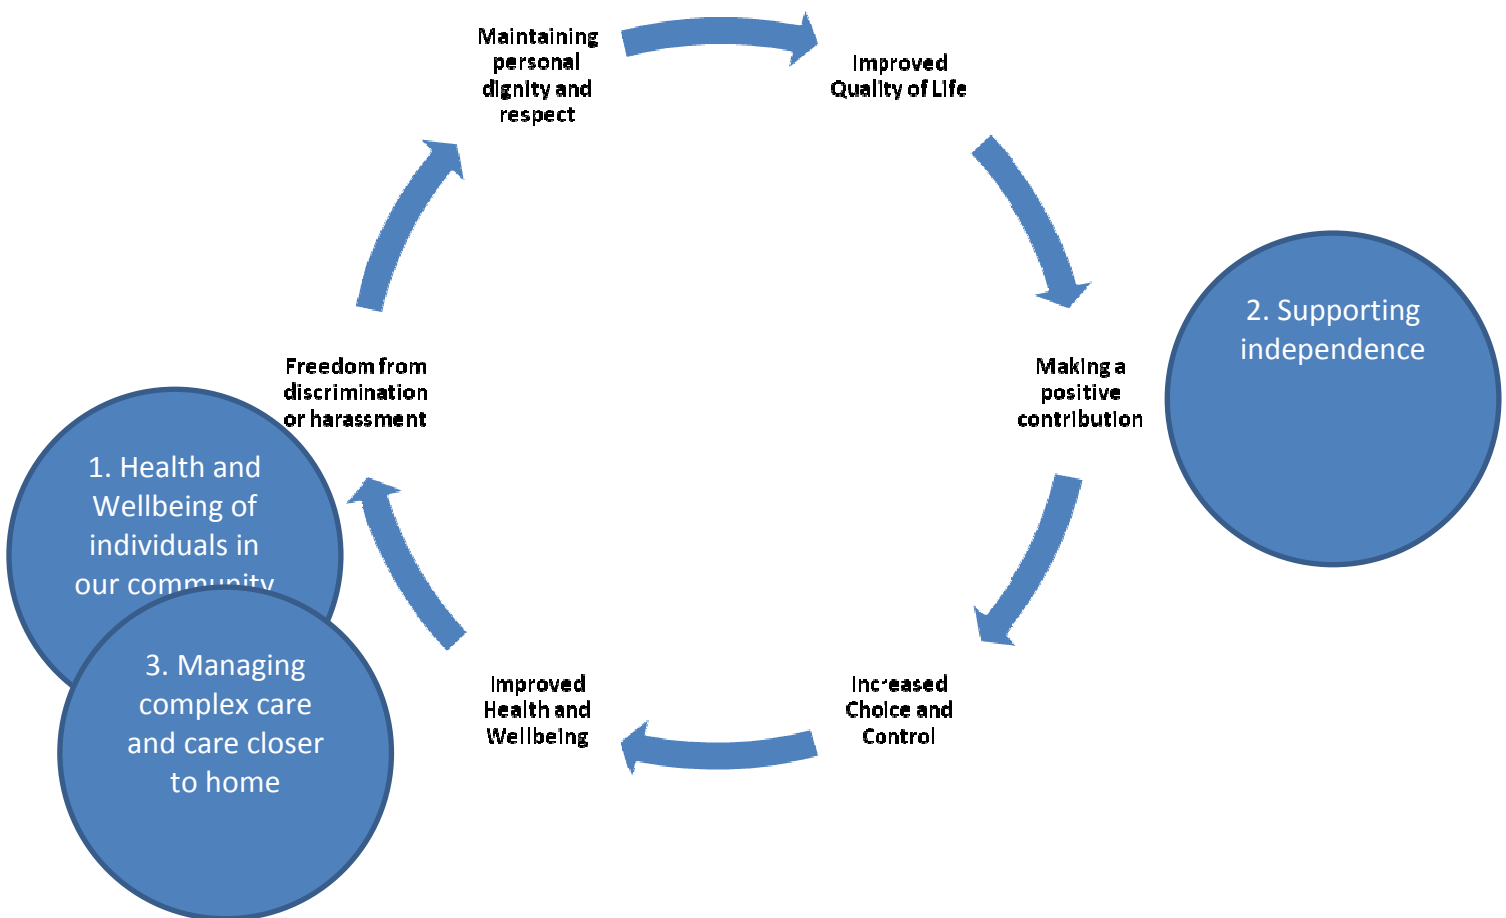 Maintaining
personal
dignity and
respect
Improved
Quality of Life
Making a
positive
contribution
Increased
Choice and
Control
Improved
Health and
Wellbeing
Freedom from
discrimination
or harassment
1. Health and
Wellbeing of
individuals in
our community
2. Supporting
independence
3. Managing
complex care
and care closer
to home